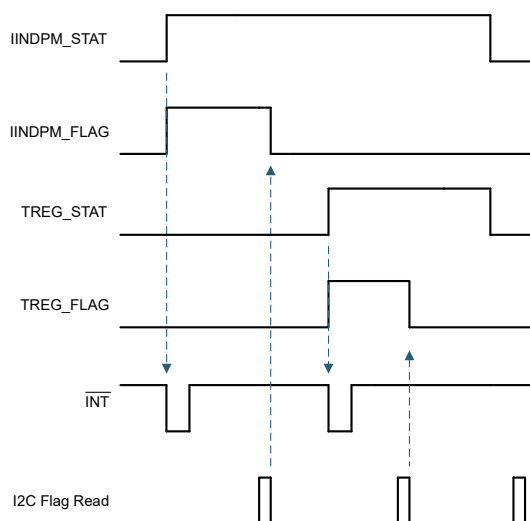 IINDPM_STAT
IINDPM_FLAG
TREG_STAT
TREG_FLAG
INT
I2C Flag Read